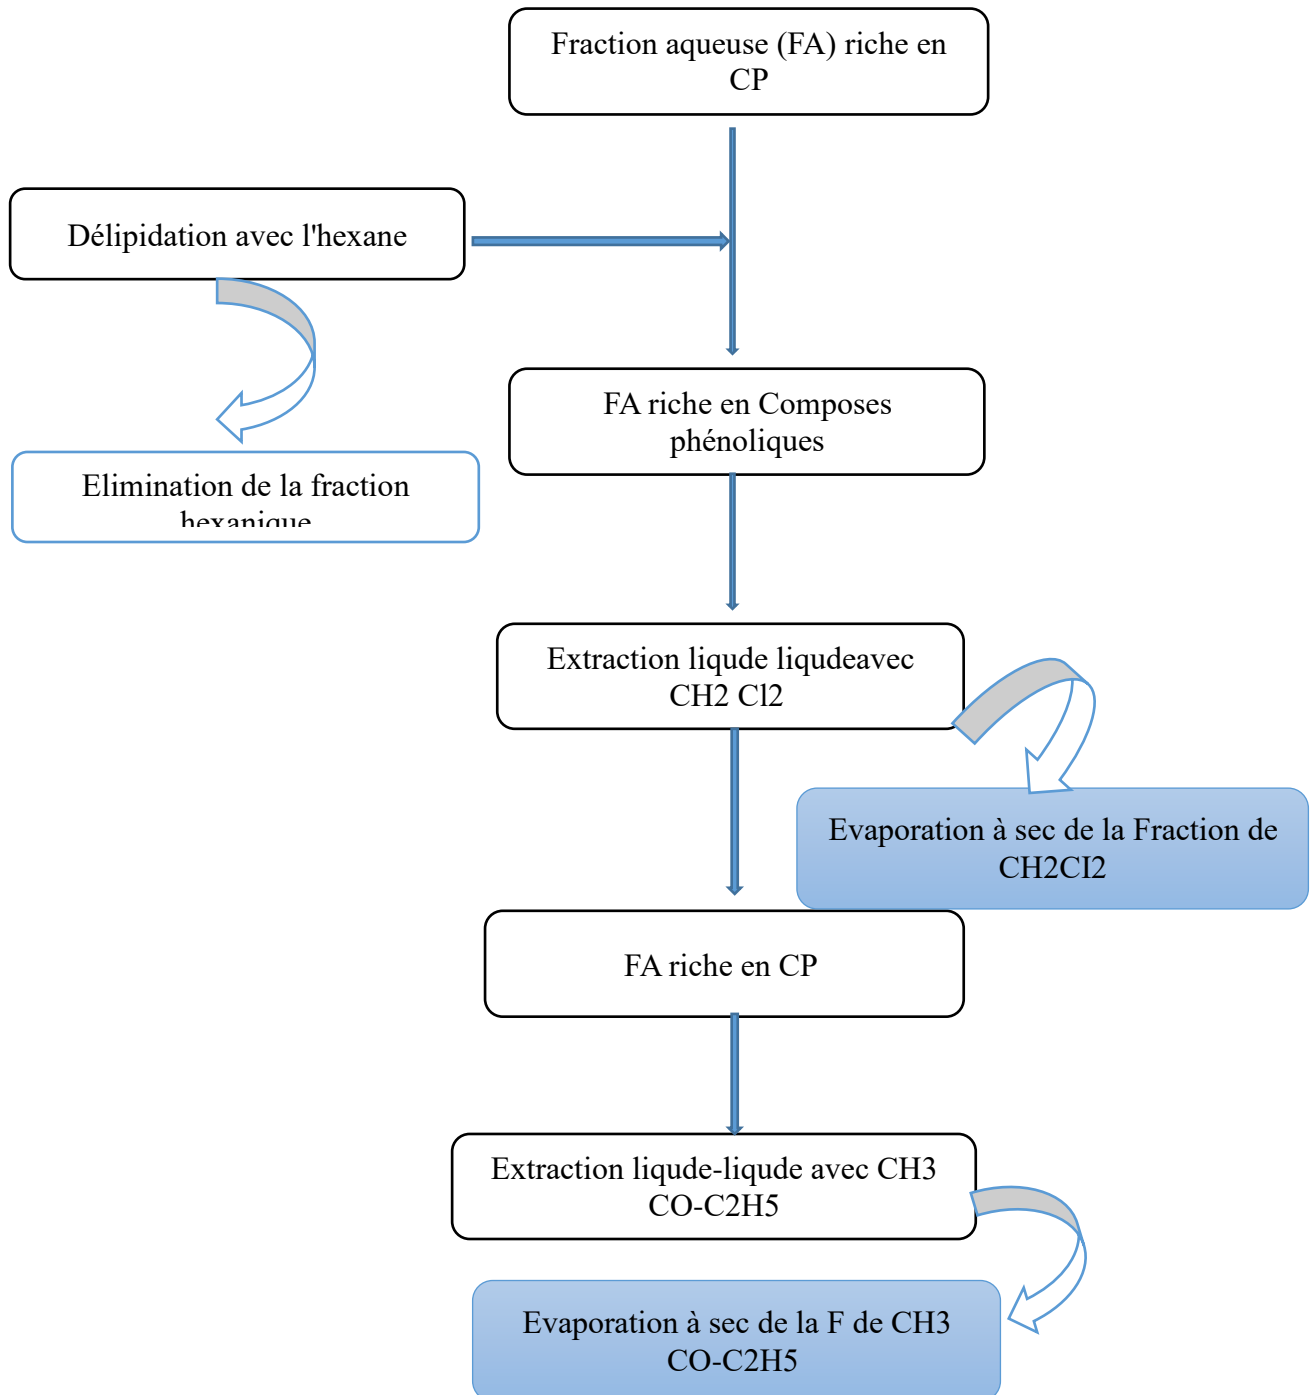 Fraction aqueuse (FA) riche en
CP
Délipidation avec l'hexane
FA riche en Composes
phénoliques
Elimination de la fraction
hexanique
Extraction liqude liqudeavec
CH2 Cl2
Evaporation à sec de la Fraction de
CH2CI2
FA riche en CP
Extraction liqude-liqude avec CH3
CO-C2H5
Evaporation à sec de la F de CH3
CO-C2H5